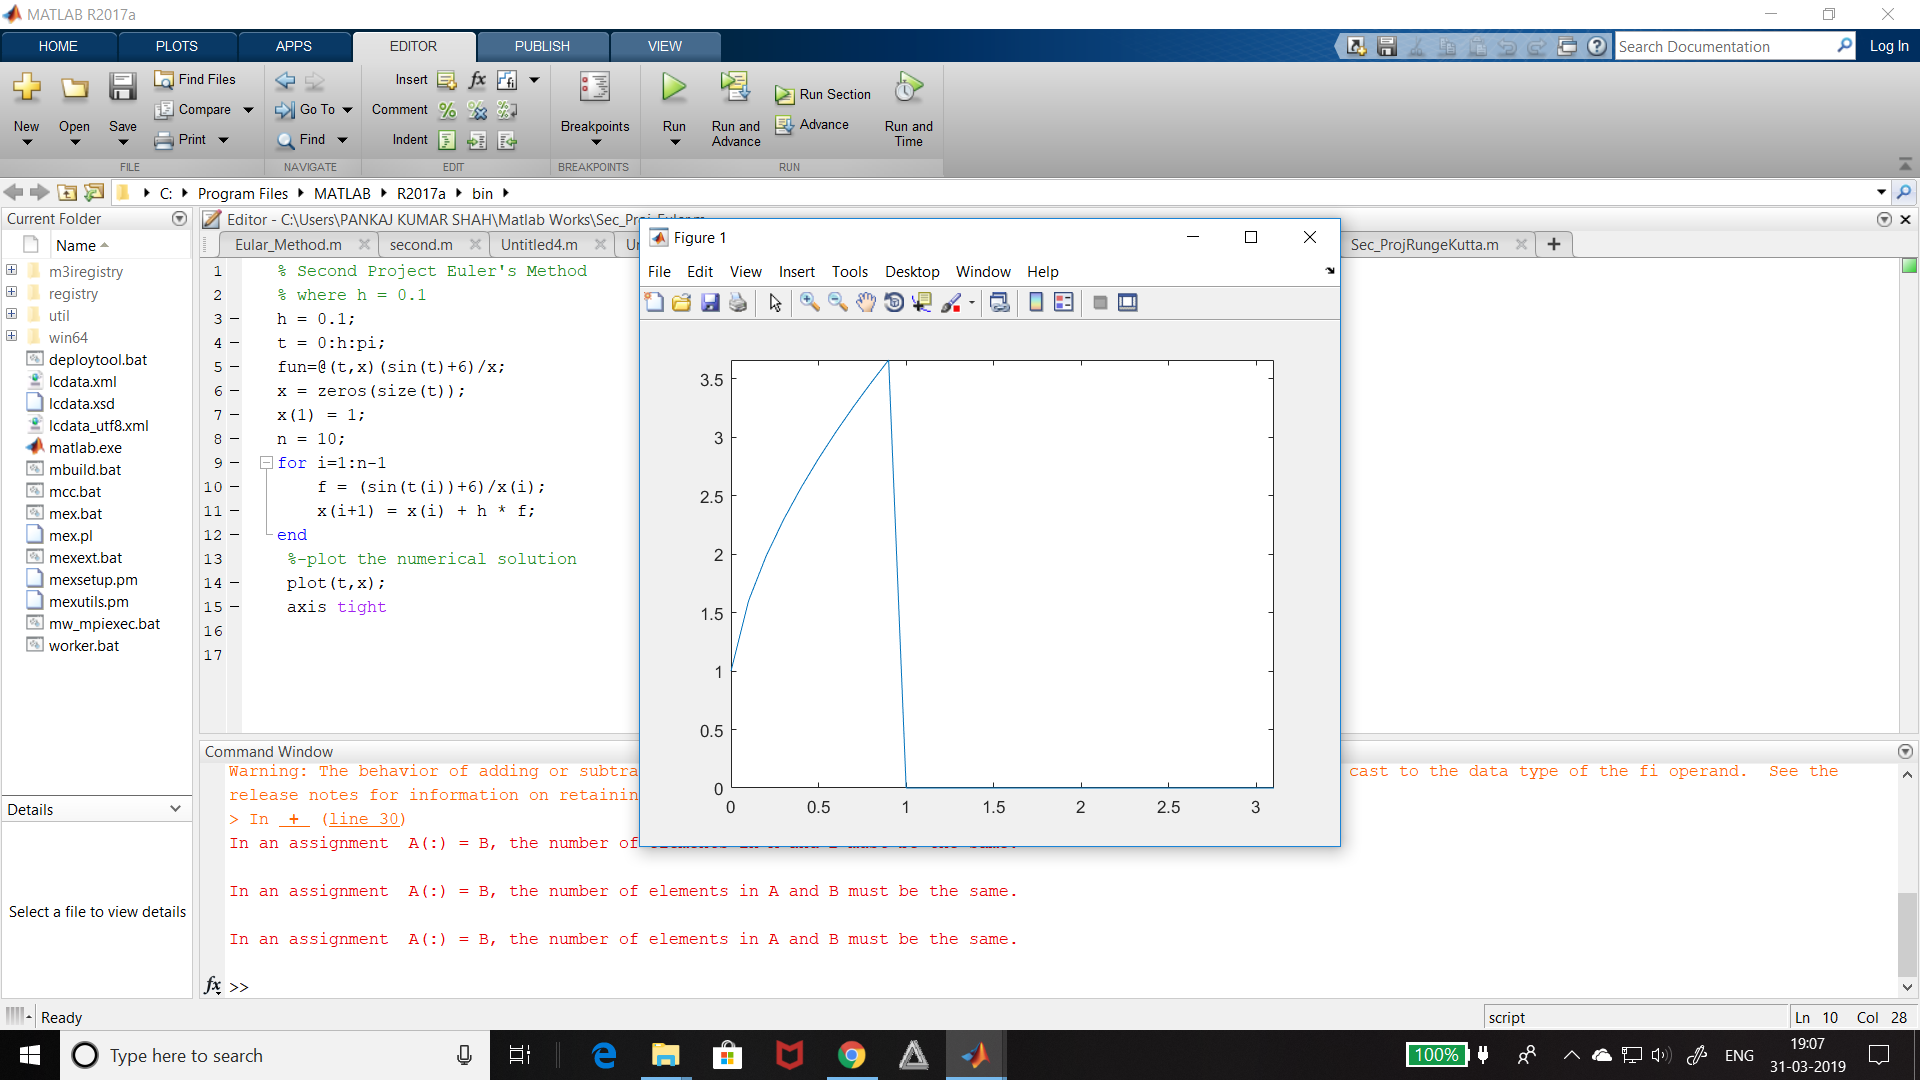 MATLAB R2017a
HOME PLOTS APPS EDITOR PUBLISH VIEW
Search Documentation Log In
New Open Save Find Files Compare Print
Go To Find
Insert fx Comment Indent
Breakpoints
Run Run and Advance Run Section Advance Run and Time
FILE NAVIGATE EDIT BREAKPOINTS RUN
C: Program Files MATLAB R2017a bin
Current Folder
Name
m3iregistry
registry
util
win64
deploytool.bat
lcdata.xml
lcdata.xsd
lcdata_utf8.xml
matlab.exe
mbuild.bat
mcc.bat
mex.bat
mex.pl
mexext.bat
mexsetup.pm
mexutils.pm
mw_mpiexec.bat
worker.bat
Details
Select a file to view details
Editor - C:\Users\PANKAJ KUMAR SHAH\Matlab Works\Sec_Proj_Euler.m
Eular_Method.m second.m Untitled4.m Sec_ProjRungeKutta.m
1 % Second Project Euler's Method
2 % where h = 0.1
3 – h = 0.1;
4 – t = 0:h:pi;
5 – fun=@(t,x)(sin(t)+6)/x;
6 – x = zeros(size(t));
7 – x(1) = 1;
8 – n = 10;
9 – for i=1:n-1
10 – f = (sin(t(i))+6)/x(i);
11 – x(i+1) = x(i) + h * f;
12 – end
13 %-plot the numerical solution
14 – plot(t,x);
15 – axis tight
16
17
Figure 1
File Edit View Insert Tools Desktop Window Help
3.5
3
2.5
2
1.5
1
0.5
0
0 0.5 1 1.5 2 2.5 3
Command Window
Warning: The behavior of adding or subtra cast to the data type of the fi operand. See the
release notes for information on retainin
> In + (line 30)
In an assignment A(:) = B, the number of elements in A and B must be the same.
In an assignment A(:) = B, the number of elements in A and B must be the same.
In an assignment A(:) = B, the number of elements in A and B must be the same.
fx >>
Ready
script Ln 10 Col 28
Type here to search
100% ENG 19:07
31-03-2019